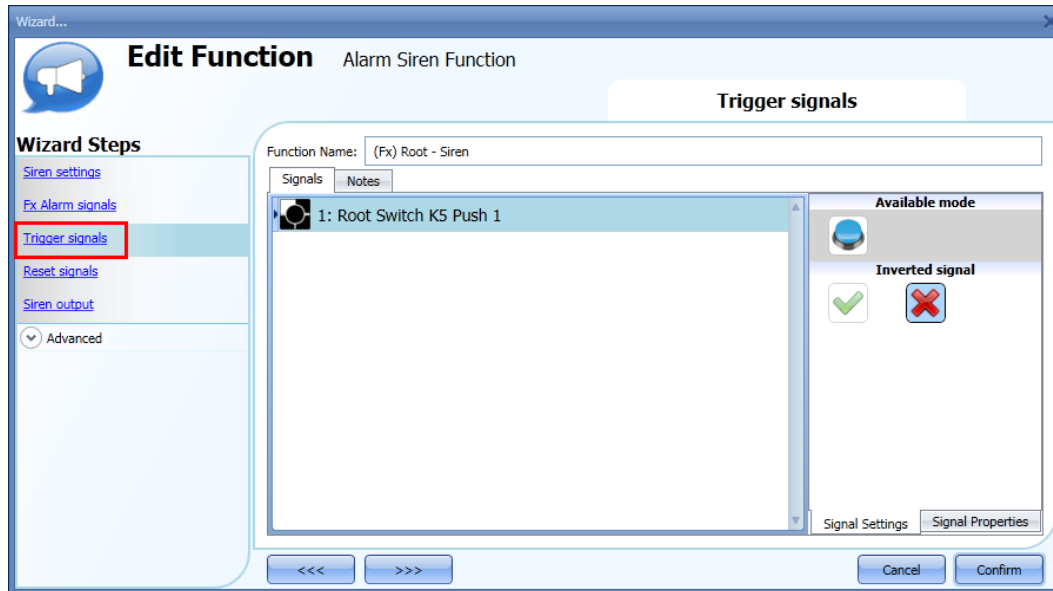 Wizard...
Edit Function Alarm Siren Function
Trigger signals
Wizard Steps
Siren settings
Fx Alarm signals
Trigger signals
Reset signals
Siren output
Advanced
Function Name: (Fx) Root - Siren
Signals Notes
1: Root Switch K5 Push 1
Available mode
Inverted signal
Signal Settings Signal Properties
<<< >>> Cancel Confirm